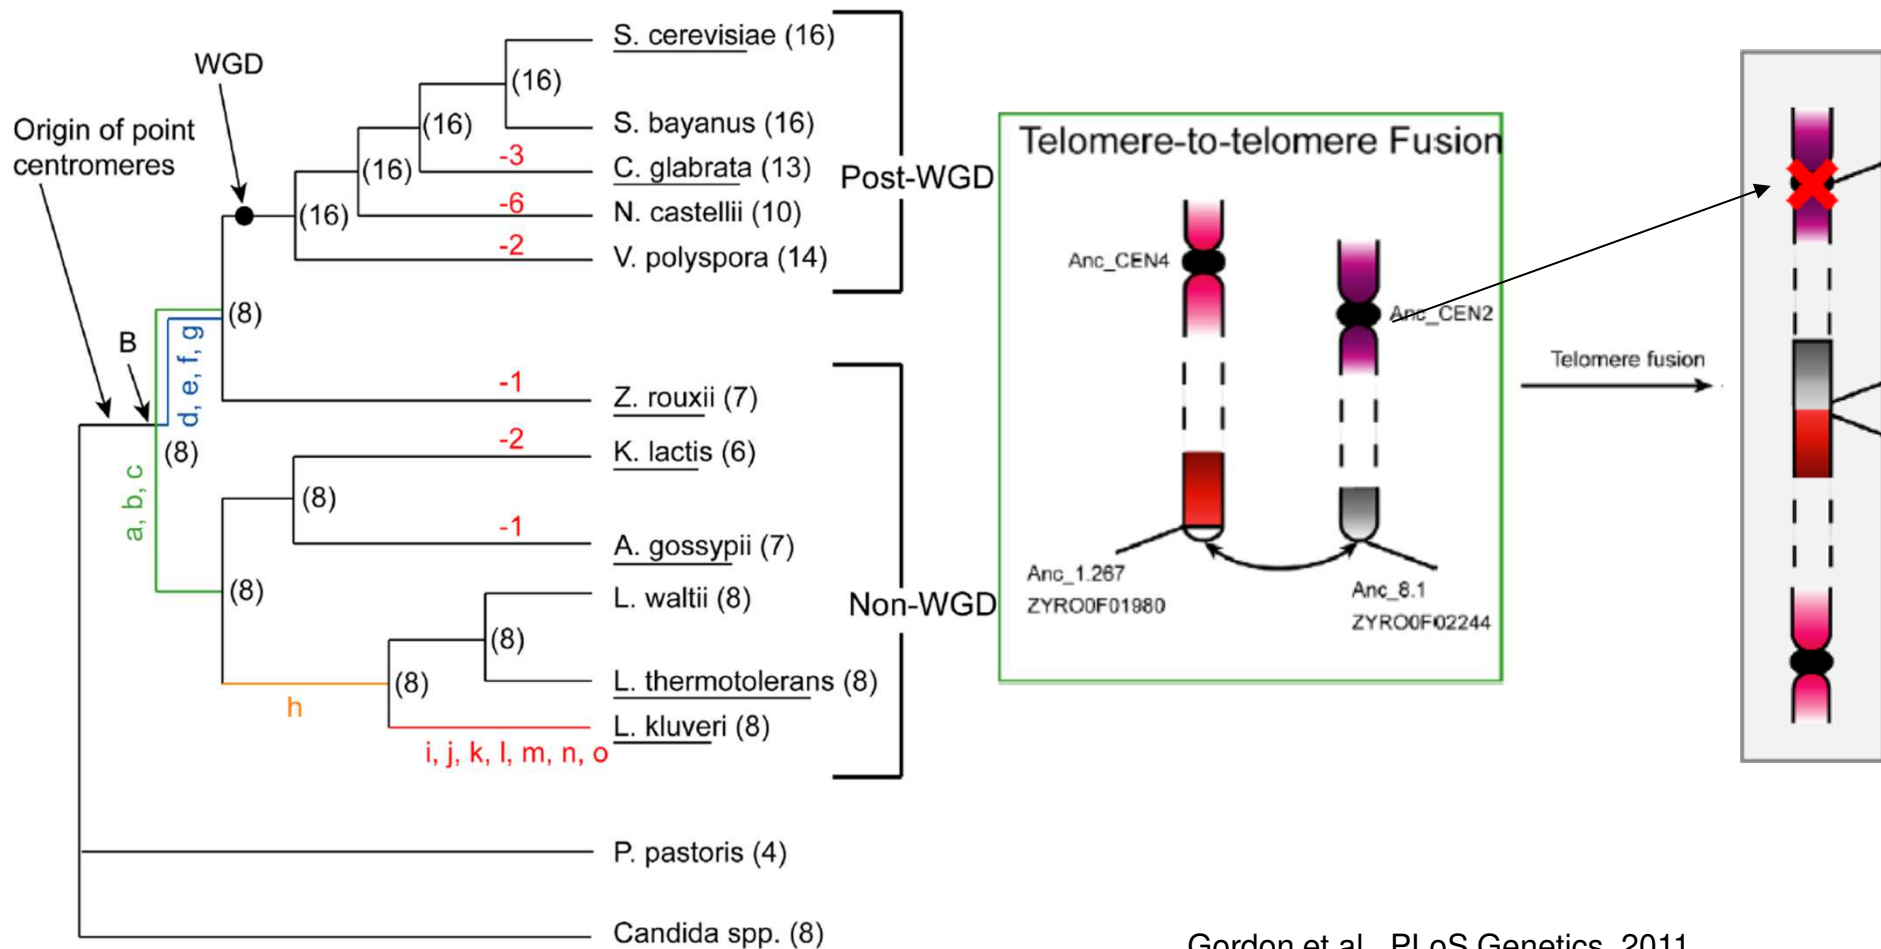 WGD
Origin of point
centromeres
B
d, e, f, g
a, b, c
h
i, j, k, l, m, n, o
(16)
(16)
(16)
(16)
(8)
(8)
(8)
(8)
(8)
(8)
-3
-6
-2
-1
-2
-1
S. cerevisiae (16)
S. bayanus (16)
C. glabrata (13)
N. castellii (10)
V. polyspora (14)
Z. rouxii (7)
K. lactis (6)
A. gossypii (7)
L. waltii (8)
L. thermotolerans (8)
L. kluveri (8)
P. pastoris (4)
Candida spp. (8)
Post-WGD
Non-WGD
Telomere-to-telomere Fusion
Anc_CEN4
Anc_CEN2
Anc_1.267
ZYRO0F01980
Anc_8.1
ZYRO0F02244
Telomere fusion
Gordon et al., PLoS Genetics, 2011